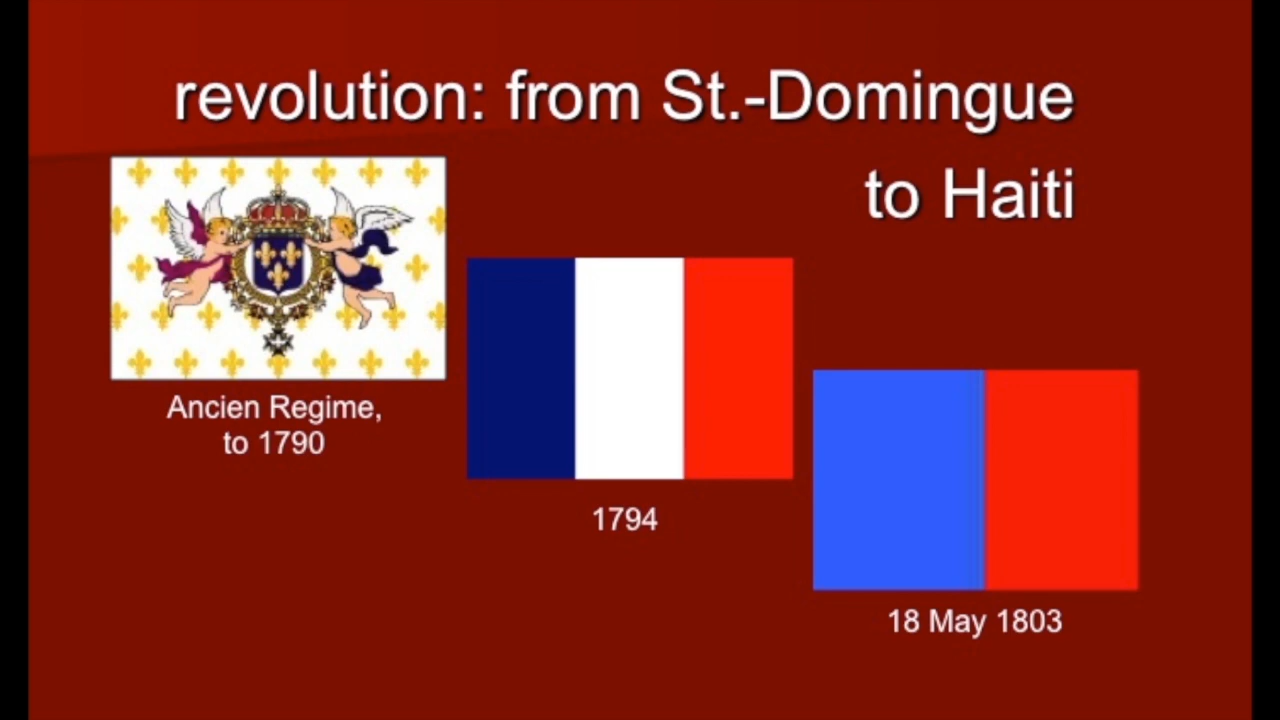 revolution: from St.-Domingue
to Haiti
Ancien Regime,
to 1790
1794
18 May 1803